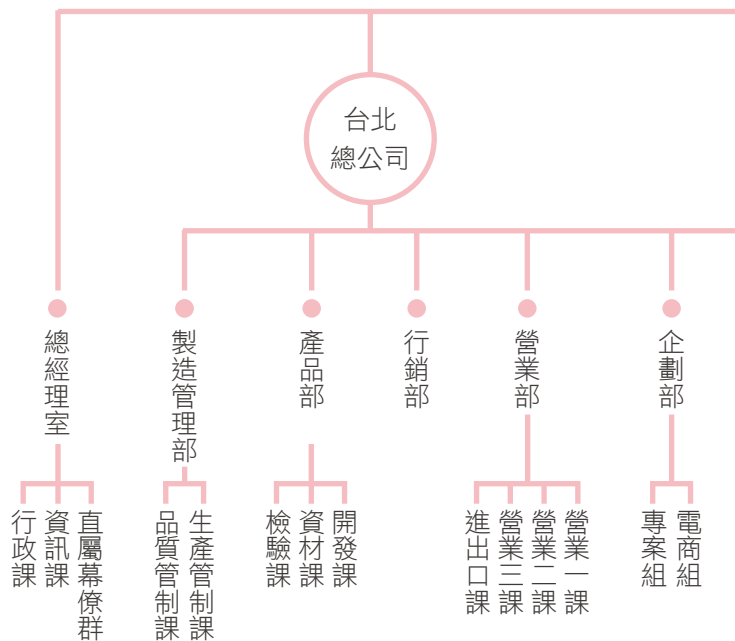 台北
總公司
總經理室
製造管理部
產品部
行銷部
營業部
企劃部
行政課
資訊課
直屬幕僚群
品質管制課
生產管制課
檢驗課
資材課
開發課
進出口課
營業三課
營業二課
營業一課
專案組
電商組